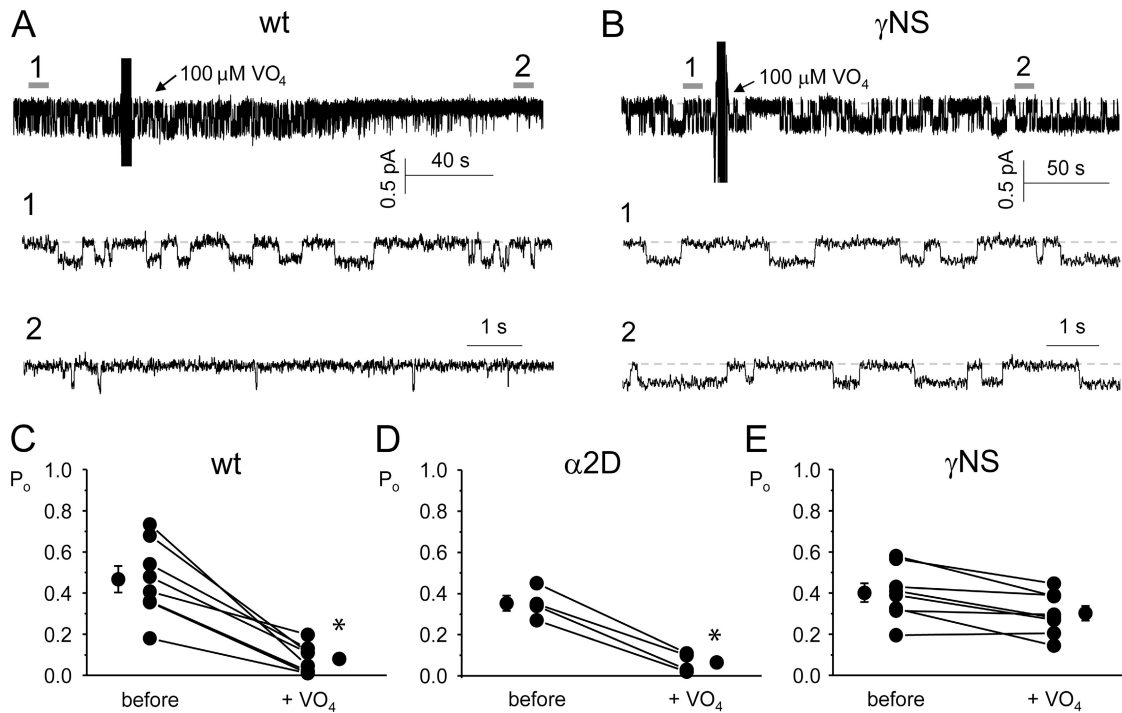 A wt
1
100 μM VO4
2
0.5 pA
40 s
1
2
1 s
B γNS
1
100 μM VO4
2
0.5 pA
50 s
1
2
1 s
C wt
Po
1.0
0.8
0.6
0.4
0.2
0.0
*
before + VO4
D α2D
Po
1.0
0.8
0.6
0.4
0.2
0.0
*
before + VO4
E γNS
Po
1.0
0.8
0.6
0.4
0.2
0.0
before + VO4